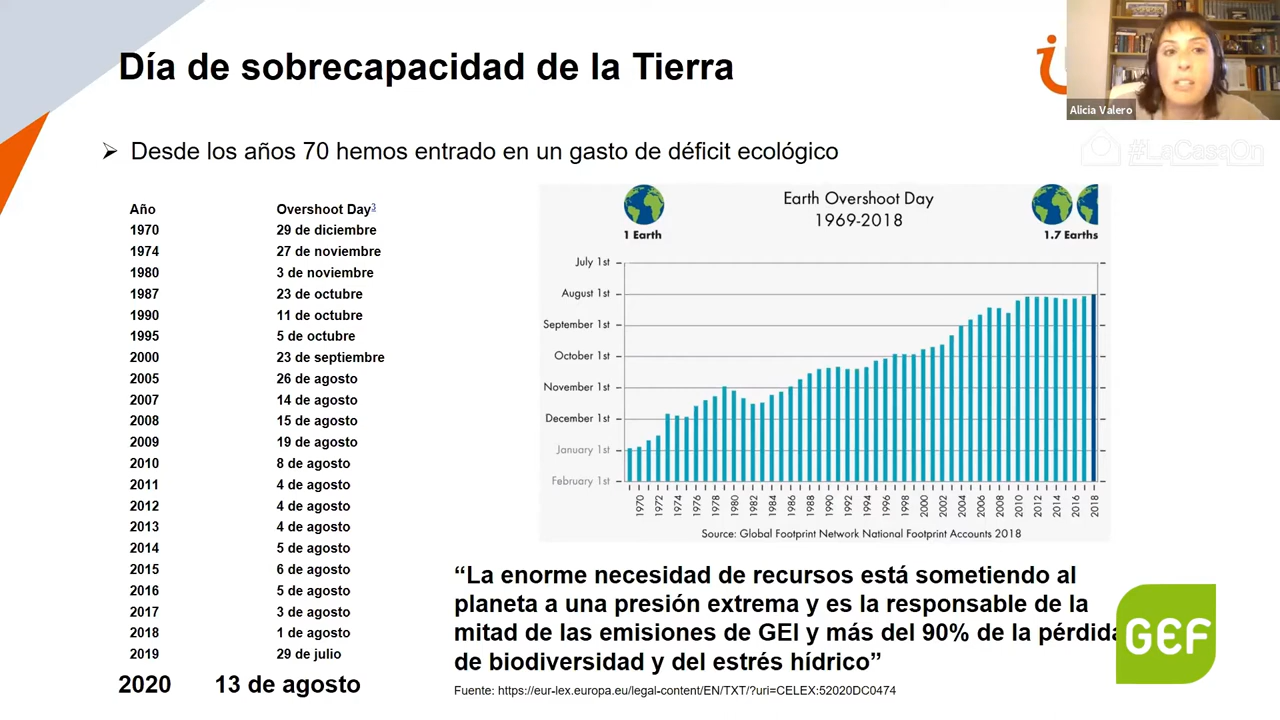 Día de sobrecapacidad de la Tierra
Alicia Valero
#LaCasaOn
➢ Desde los años 70 hemos entrado en un gasto de déficit ecológico
Año Overshoot Day3
1970 29 de diciembre
1974 27 de noviembre
1980 3 de noviembre
1987 23 de octubre
1990 11 de octubre
1995 5 de octubre
2000 23 de septiembre
2005 26 de agosto
2007 14 de agosto
2008 15 de agosto
2009 19 de agosto
2010 8 de agosto
2011 4 de agosto
2012 4 de agosto
2013 4 de agosto
2014 5 de agosto
2015 6 de agosto
2016 5 de agosto
2017 3 de agosto
2018 1 de agosto
2019 29 de julio
2020 13 de agosto
Earth Overshoot Day
1969-2018
1 Earth
1.7 Earths
July 1st
August 1st
September 1st
October 1st
November 1st
December 1st
January 1st
February 1st
1970 1972 1974 1976 1978 1980 1982 1984 1986 1988 1990 1992 1994 1996 1998 2000 2002 2004 2006 2008 2010 2012 2014 2016 2018
Source: Global Footprint Network National Footprint Accounts 2018
“La enorme necesidad de recursos está sometiendo al
planeta a una presión extrema y es la responsable de la
mitad de las emisiones de GEI y más del 90% de la pérdida
de biodiversidad y del estrés hídrico”
Fuente: https://eur-lex.europa.eu/legal-content/EN/TXT/?uri=CELEX:52020DC0474
GEF